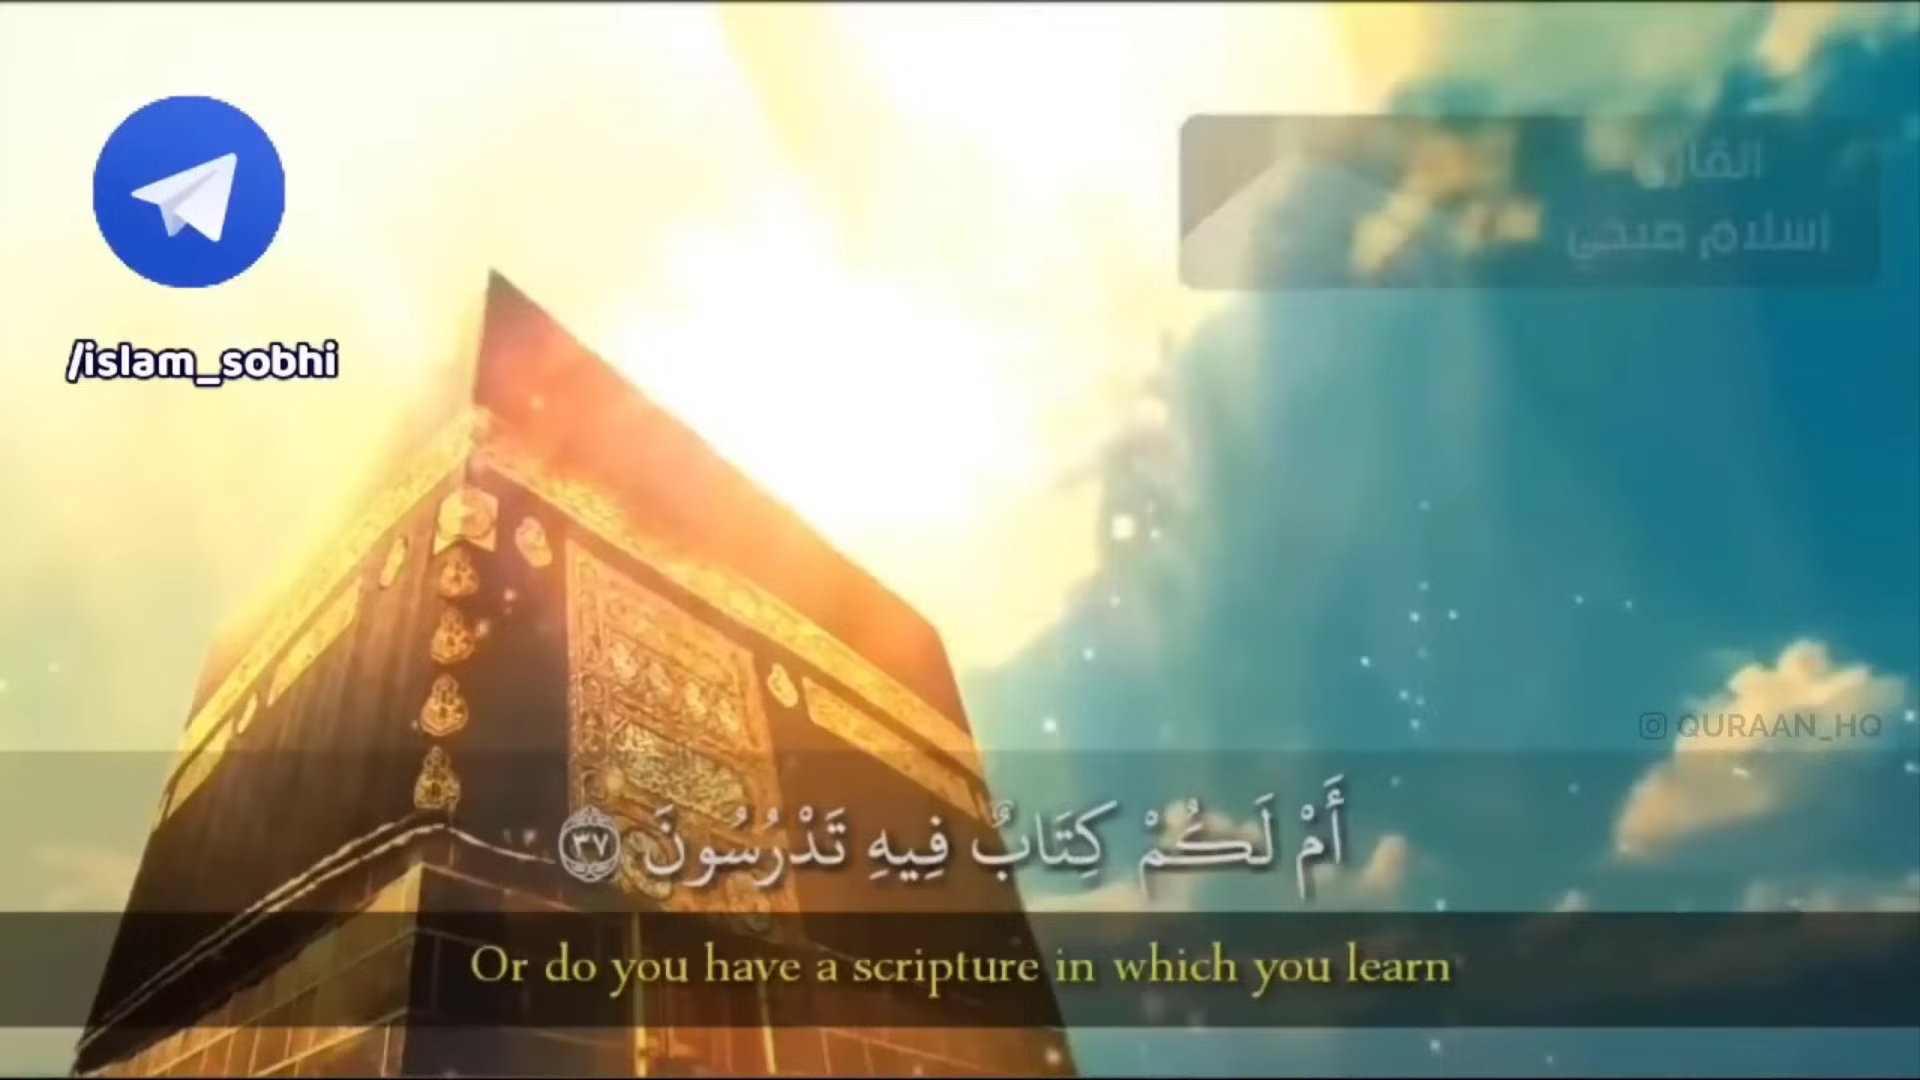 القارئ
اسلام صبحي
/islam_sobhi
QURAAN_HQ
أَمْ لَكُمْ كِتَابٌ فِيهِ تَدْرُسُونَ ٣٧
Or do you have a scripture in which you learn